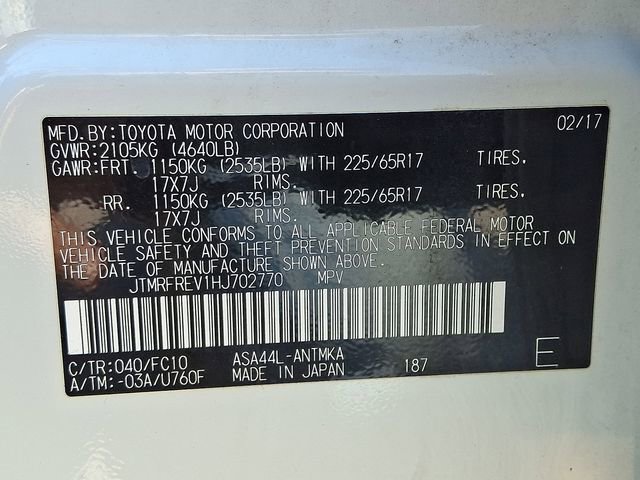 MFD.BY:TOYOTA MOTOR CORPORATION 02/17
GVWR:2105KG (4640LB)
GAWR:FRT. 1150KG (2535LB) WITH 225/65R17 TIRES.
17X7J RIMS.
RR. 1150KG (2535LB) WITH 225/65R17 TIRES.
17X7J RIMS.
THIS VEHICLE CONFORMS TO ALL APPLICABLE FEDERAL MOTOR
VEHICLE SAFETY AND THEFT PREVENTION STANDARDS IN EFFECT ON
THE DATE OF MANUFACTURE SHOWN ABOVE.
JTMRFREV1HJ702770 MPV
C/TR:040/FC10 ASA44L-ANTMKA
A/TM:-03A/U760F MADE IN JAPAN 187 E